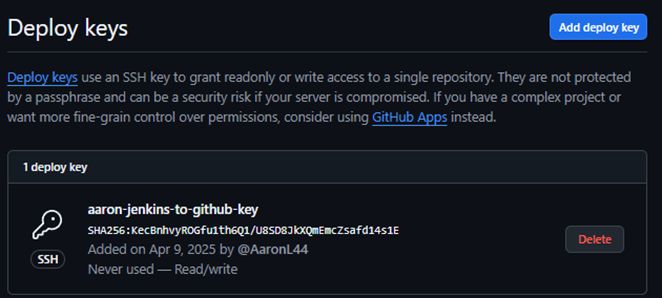 Deploy keys
Add deploy key
Deploy keys use an SSH key to grant readonly or write access to a single repository. They are not protected
by a passphrase and can be a security risk if your server is compromised. If you have a complex project or
want more fine-grain control over permissions, consider using GitHub Apps instead.
1 deploy key
aaron-jenkins-to-github-key
SHA256:KecBnhvyROGfu1th6Q1/U8SD8JkXQmEmcZsafd14s1E
Added on Apr 9, 2025 by @AaronL44
Never used — Read/write
SSH
Delete